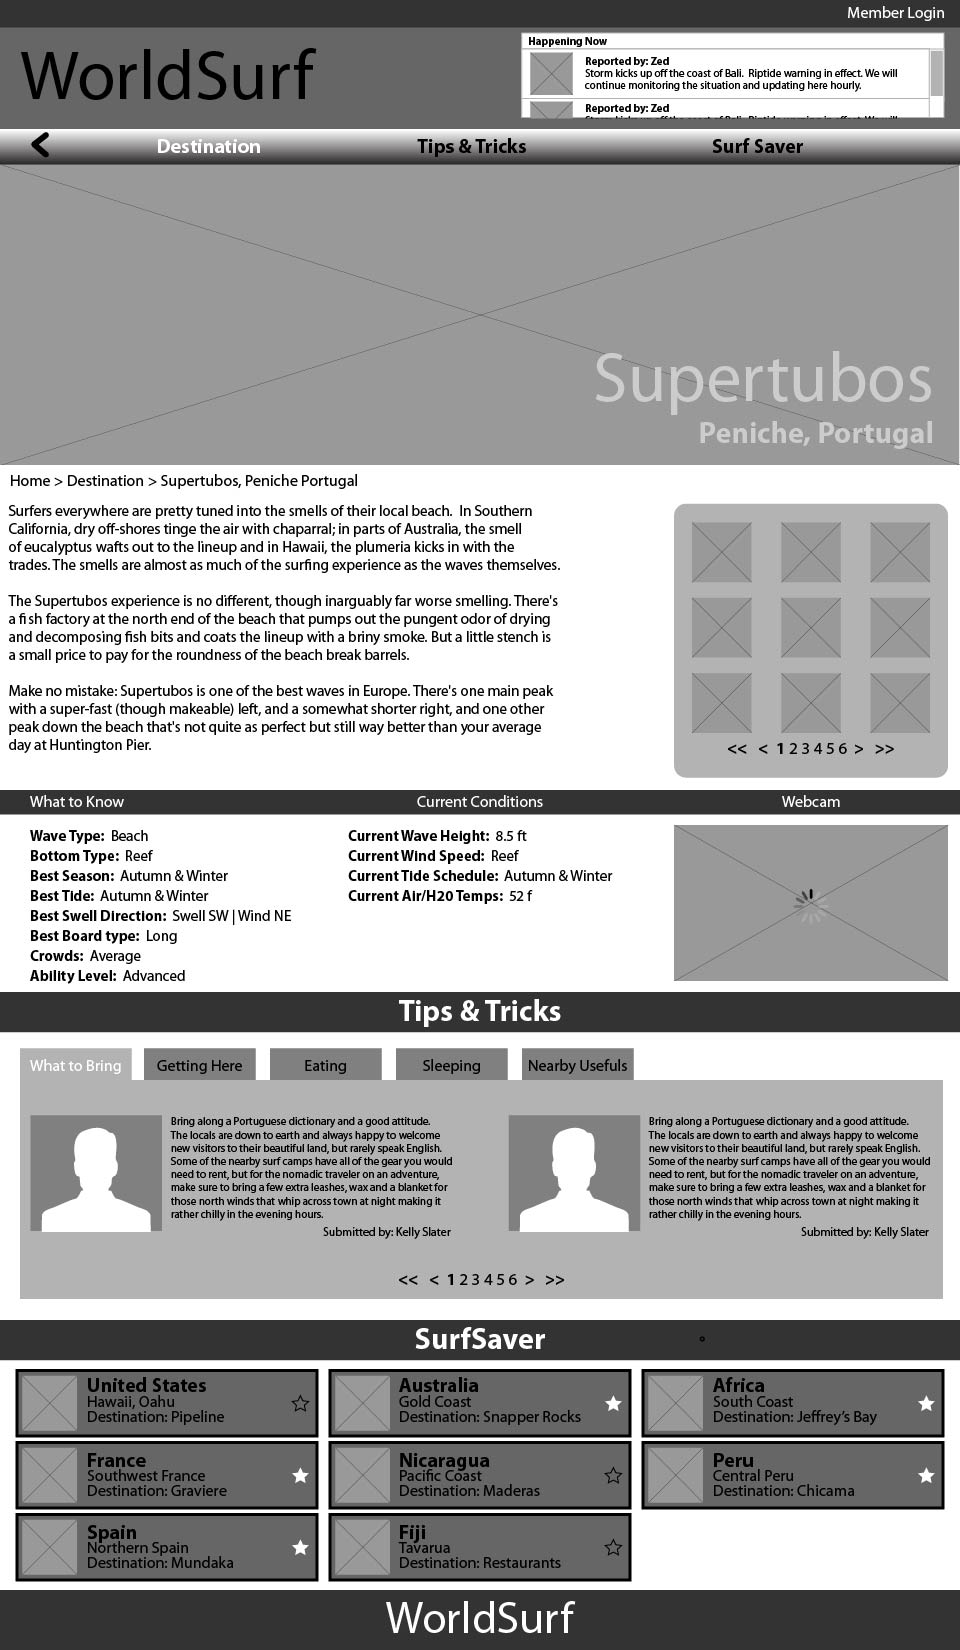 Member Login
WorldSurf
Happening Now
Reported by: Zed
Storm kicks up off the coast of Bali.  Riptide warning in effect. We will
continue monitoring the situation and updating here hourly.
Reported by: Zed
Storm kicks up off the coast of Bali. Riptide warning in effect. We will
Destination
Tips & Tricks
Surf Saver
Supertubos
Peniche, Portugal
Home > Destination > Supertubos, Peniche Portugal
Surfers everywhere are pretty tuned into the smells of their local beach.  In Southern
California, dry off-shores tinge the air with chaparral; in parts of Australia, the smell
of eucalyptus wafts out to the lineup and in Hawaii, the plumeria kicks in with the
trades. The smells are almost as much of the surfing experience as the waves themselves.
The Supertubos experience is no different, though inarguably far worse smelling. There's
a fish factory at the north end of the beach that pumps out the pungent odor of drying
and decomposing fish bits and coats the lineup with a briny smoke. But a little stench is
a small price to pay for the roundness of the beach break barrels.
Make no mistake: Supertubos is one of the best waves in Europe. There's one main peak
with a super-fast (though makeable) left, and a somewhat shorter right, and one other
peak down the beach that's not quite as perfect but still way better than your average
day at Huntington Pier.
<< < 1 2 3 4 5 6 > >>
What to Know
Wave Type: Beach
Bottom Type: Reef
Best Season: Autumn & Winter
Best Tide: Autumn & Winter
Best Swell Direction: Swell SW | Wind NE
Best Board type: Long
Crowds: Average
Ability Level: Advanced
Current Conditions
Current Wave Height: 8.5 ft
Current Wind Speed: Reef
Current Tide Schedule: Autumn & Winter
Current Air/H20 Temps: 52 f
Webcam
Tips & Tricks
What to Bring
Getting Here
Eating
Sleeping
Nearby Usefuls
Bring along a Portuguese dictionary and a good attitude.
The locals are down to earth and always happy to welcome
new visitors to their beautiful land, but rarely speak English.
Some of the nearby surf camps have all of the gear you would
need to rent, but for the nomadic traveler on an adventure,
make sure to bring a few extra leashes, wax and a blanket for
those north winds that whip across town at night making it
rather chilly in the evening hours.
Submitted by: Kelly Slater
Bring along a Portuguese dictionary and a good attitude.
The locals are down to earth and always happy to welcome
new visitors to their beautiful land, but rarely speak English.
Some of the nearby surf camps have all of the gear you would
need to rent, but for the nomadic traveler on an adventure,
make sure to bring a few extra leashes, wax and a blanket for
those north winds that whip across town at night making it
rather chilly in the evening hours.
Submitted by: Kelly Slater
<< < 1 2 3 4 5 6 > >>
SurfSaver
United States
Hawaii, Oahu
Destination: Pipeline
Australia
Gold Coast
Destination: Snapper Rocks
Africa
South Coast
Destination: Jeffrey’s Bay
France
Southwest France
Destination: Graviere
Nicaragua
Pacific Coast
Destination: Maderas
Peru
Central Peru
Destination: Chicama
Spain
Northern Spain
Destination: Mundaka
Fiji
Tavarua
Destination: Restaurants
WorldSurf